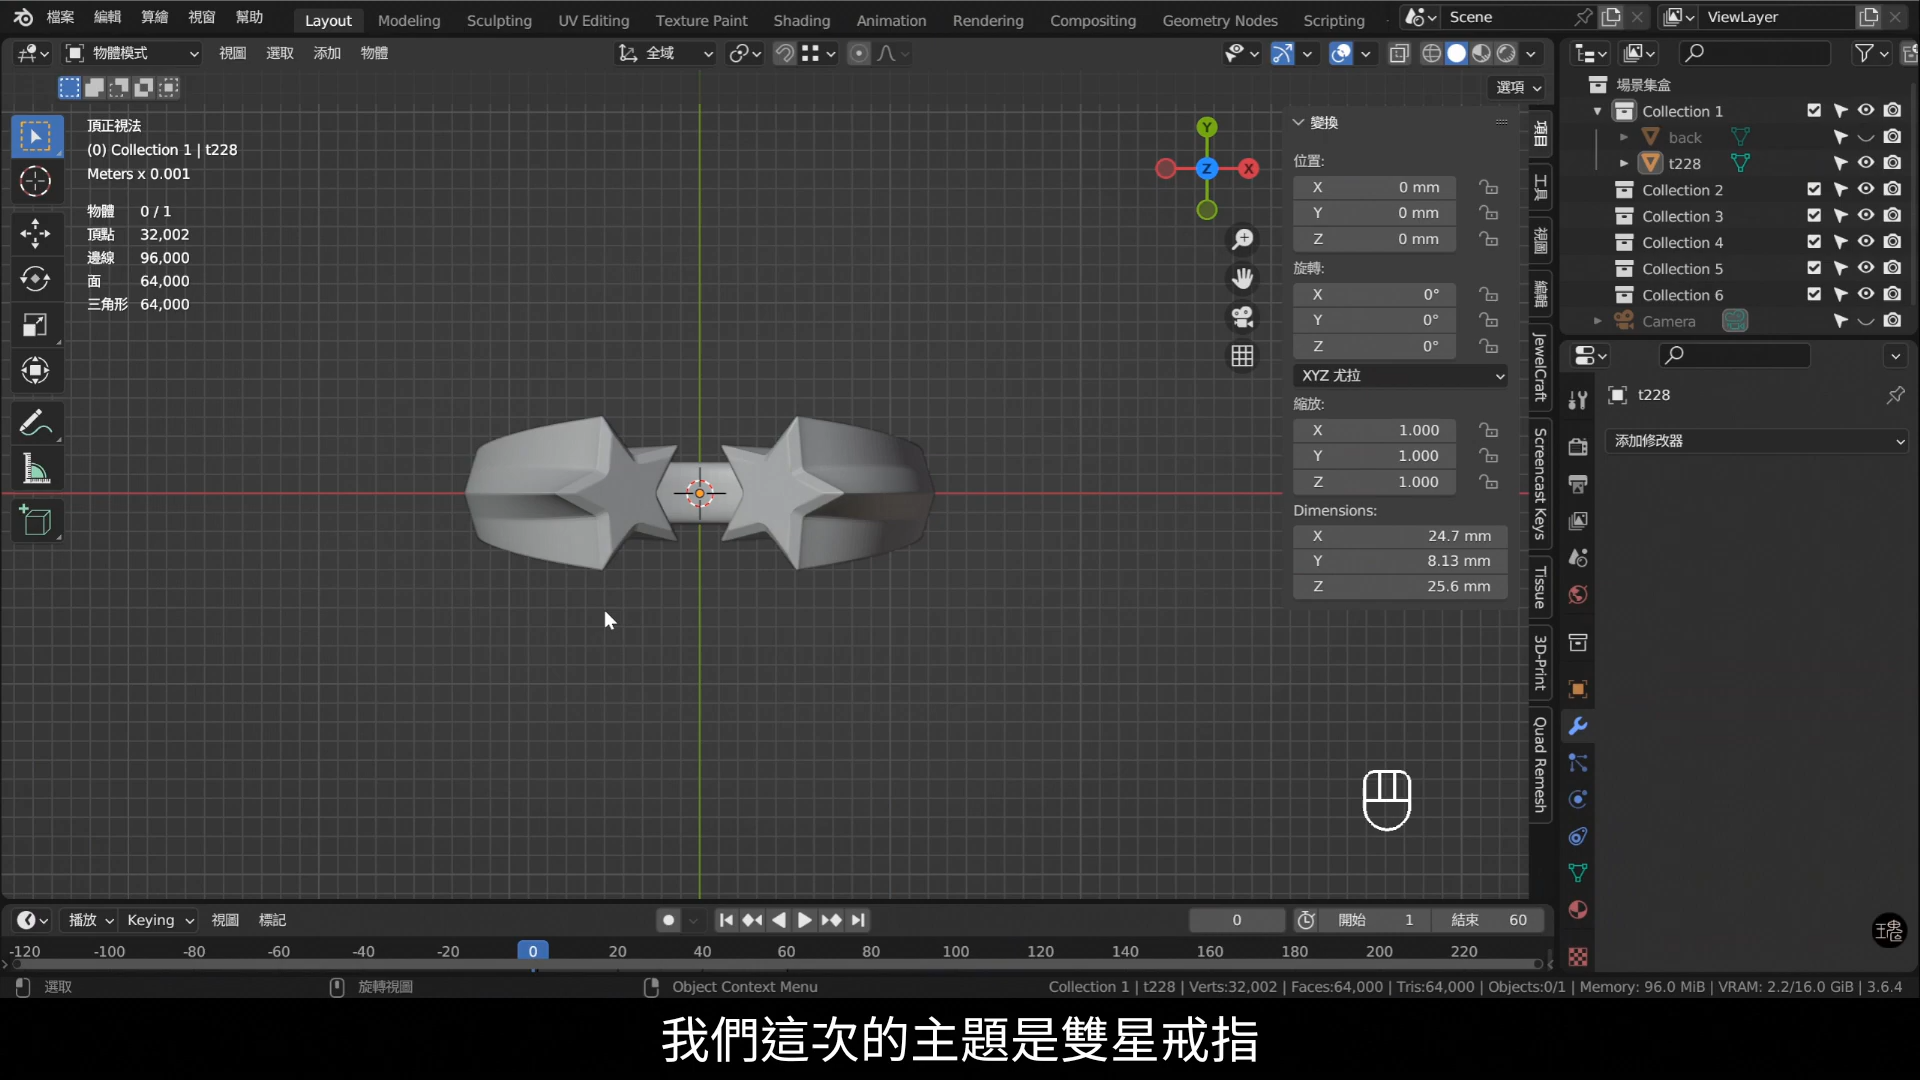 檔案 編輯 算繪 視窗 幫助 Layout Modeling Sculpting UV Editing Texture Paint Shading Animation Rendering Compositing Geometry Nodes Scripting Scene ViewLayer
物體模式 視圖 選取 添加 物體 全域
選項
頂正視法
(0) Collection 1 | t228
Meters x 0.001
物體 0 / 1
頂點 32,002
邊線 96,000
面 64,000
三角形 64,000
Y
Z
X
變換
位置:
X 0 mm
Y 0 mm
Z 0 mm
旋轉:
X 0°
Y 0°
Z 0°
XYZ 尤拉
縮放:
X 1.000
Y 1.000
Z 1.000
Dimensions:
X 24.7 mm
Y 8.13 mm
Z 25.6 mm
項目
工具
視圖
編輯
JewelCraft
Screencast Keys
Tissue
3D-Print
Quad Remesh
場景集盒
Collection 1
back
t228
Collection 2
Collection 3
Collection 4
Collection 5
Collection 6
Camera
t228
添加修改器
播放 Keying 視圖 標記 0 開始 1 結束 60
-120 -100 -80 -60 -40 -20 0 20 40 60 80 100 120 140 160 180 200 220
選取 旋轉視圖 Object Context Menu Collection 1 | t228 | Verts:32,002 | Faces:64,000 | Tris:64,000 | Objects:0/1 | Memory: 96.0 MiB | VRAM: 2.2/16.0 GiB | 3.6.4
我們這次的主題是雙星戒指